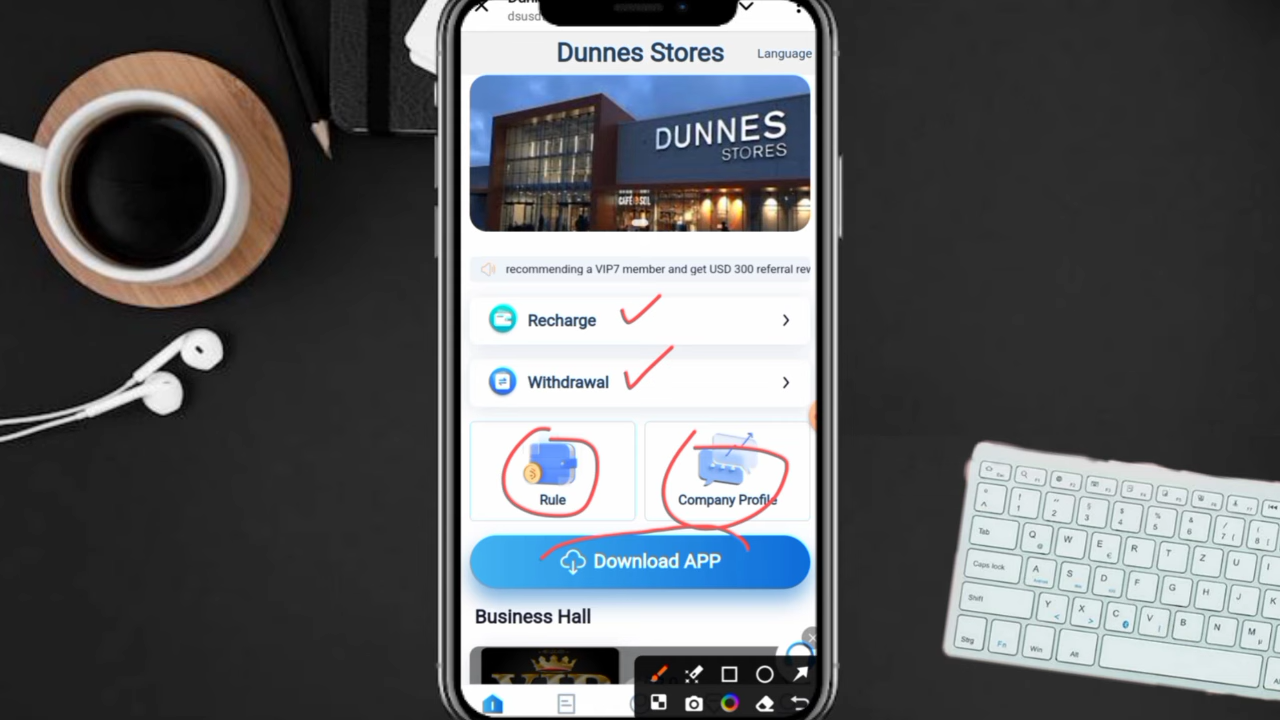 Dunnes Stores
Language
DUNNES
STORES
recommending a VIP7 member and get USD 300 referral
Recharge
Withdrawal
Rule
Company Profile
Download APP
Business Hall
VIP